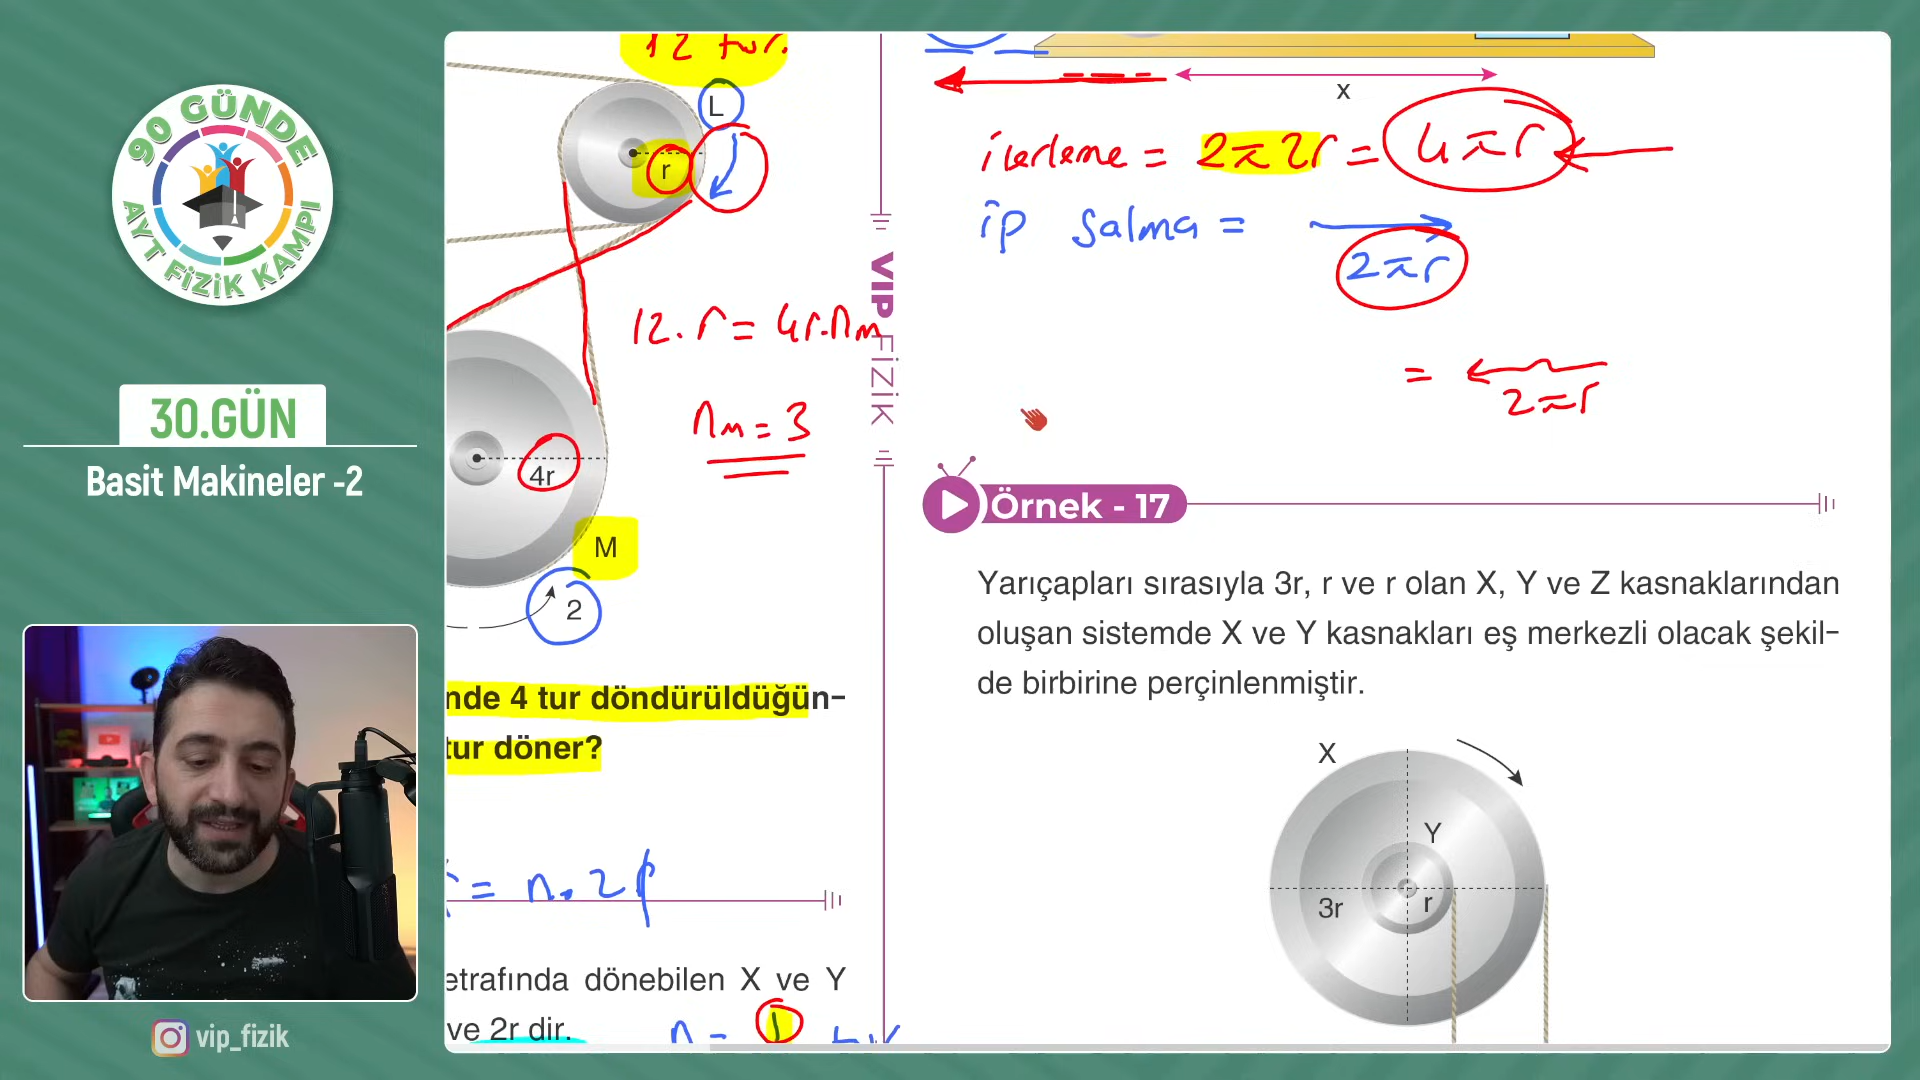 90 GÜNDE
AYT FİZİK KAMPI
30.GÜN
Basit Makineler -2
vip_fizik
12 tur.
L
r
12. r = 4r.nm
nm = 3
4r
M
2
nde 4 tur döndürüldüğün-
tur döner?
= n. 2r
etrafında dönebilen X ve Y
ve 2r dir.
n = 1 tur
VIP FİZİK
x
ilerleme = 2π2r = 4πr
ip salma =
2πr
= 2πr
Örnek - 17
Yarıçapları sırasıyla 3r, r ve r olan X, Y ve Z kasnaklarından
oluşan sistemde X ve Y kasnakları eş merkezli olacak şekil-
de birbirine perçinlenmiştir.
X
Y
3r
r